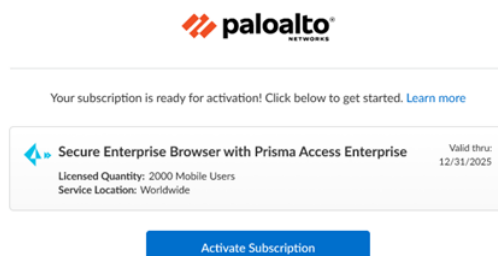 paloalto
NETWORKS
Your subscription is ready for activation! Click below to get started. Learn more
Secure Enterprise Browser with Prisma Access Enterprise
Valid thru:
12/31/2025
Licensed Quantity: 2000 Mobile Users
Service Location: Worldwide
Activate Subscription